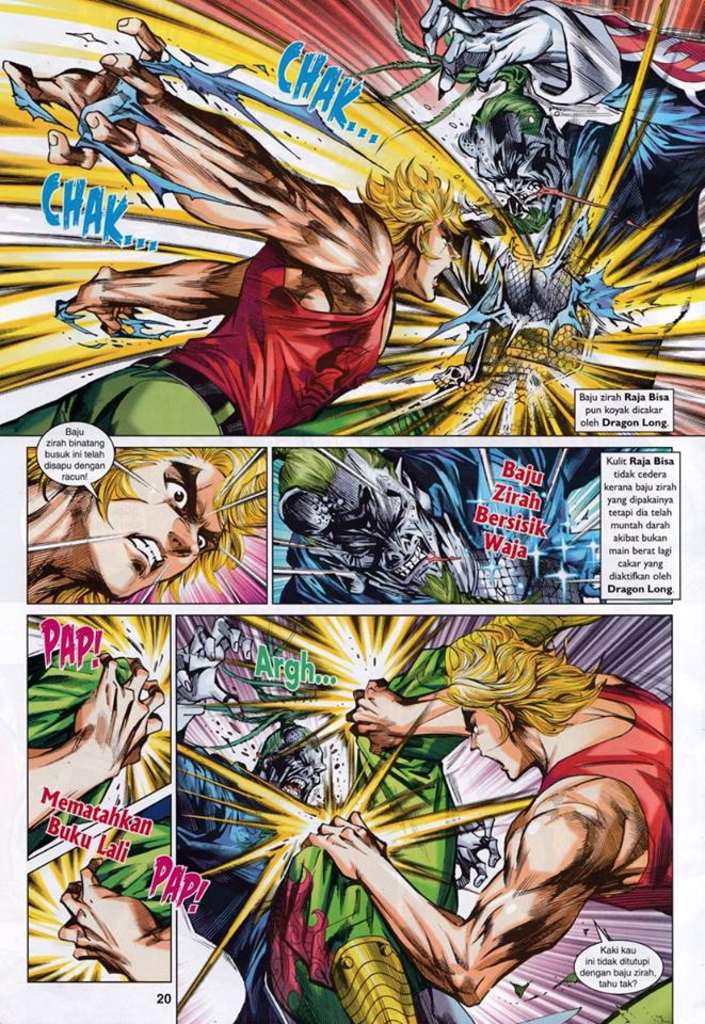 CHAK...
CHAK...
Baju zirah Raja Bisa
pun koyak dicakar
oleh Dragon Long.
Baju
zirah binatang
busuk ini telah
disapu dengan
racun!
Baju
Zirah
Bersisik
Waja
Kulit Raja Bisa
tidak cedera
kerana baju zirah
yang dipakainya
tetapi dia telah
muntah darah
akibat bukan
main berat lagi
cakar yang
diaktifkan oleh
Dragon Long.
PAP!
Mematahkan
Buku Lali
PAP!
Argh...
Kaki kau
ini tidak ditutupi
dengan baju zirah,
tahu tak?
20